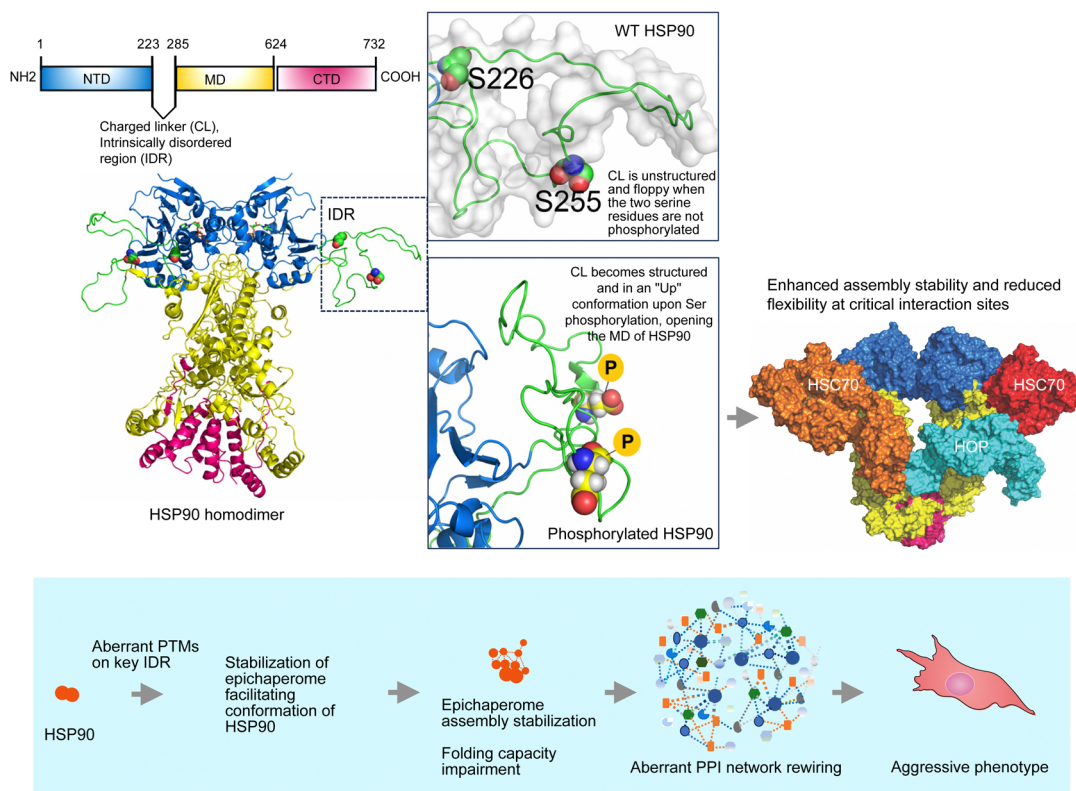 1 223 285 624 732
NH2 NTD MD CTD COOH
Charged linker (CL),
Intrinsically disordered
region (IDR)
IDR
HSP90 homodimer
WT HSP90
S226
S255
CL is unstructured
and floppy when
the two serine
residues are not
phosphorylated
CL becomes structured
and in an "Up"
conformation upon Ser
phosphorylation, opening
the MD of HSP90
P
P
Phosphorylated HSP90
Enhanced assembly stability and reduced
flexibility at critical interaction sites
HSC70 HSC70
HOP
HSP90
Aberrant PTMs
on key IDR
Stabilization of
epichaperome
facilitating
conformation of
HSP90
Epichaperome
assembly stabilization
Folding capacity
impairment
Aberrant PPI network rewiring
Aggressive phenotype